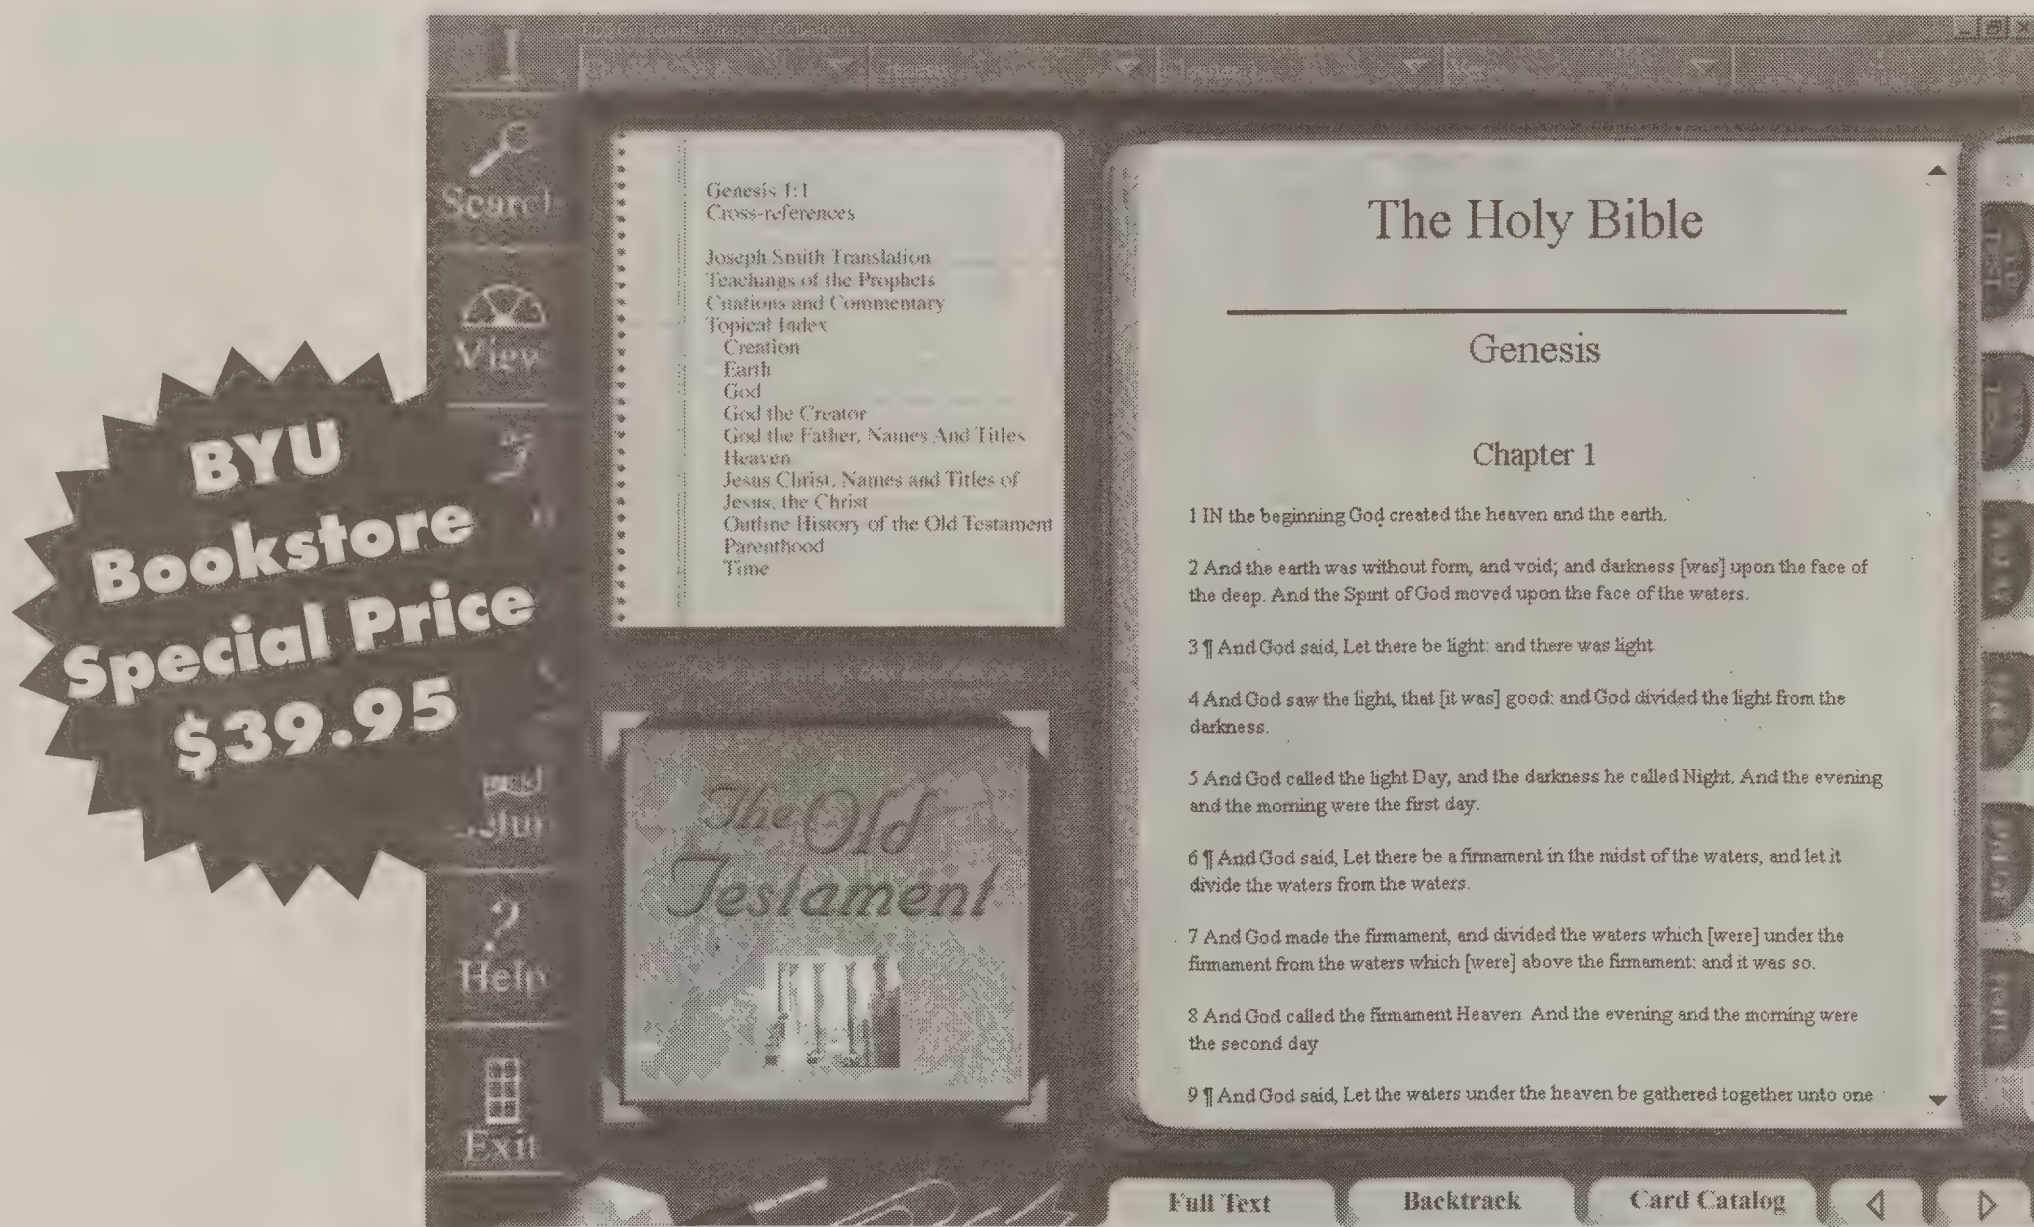 Search
View
Help
Exit
BYU
Bookstore
Special Price
$39.95
Genesis 1:1
Cross-references
Joseph Smith Translation
Teachings of the Prophets
Citations and Commentary
Topical Index
Creation
Earth
God
God the Creator
God the Father, Names And Titles
Heaven
Jesus Christ, Names and Titles of
Jesus, the Christ
Outline History of the Old Testament
Parenthood
Time
The Old
Testament
The Holy Bible
Genesis
Chapter 1
1 IN the beginning God created the heaven and the earth.
2 And the earth was without form, and void; and darkness [was] upon the face of
the deep. And the Spirit of God moved upon the face of the waters.
3 ¶ And God said, Let there be light: and there was light
4 And God saw the light, that [it was] good: and God divided the light from the
darkness.
5 And God called the light Day, and the darkness he called Night. And the evening
and the morning were the first day.
6 ¶ And God said, Let there be a firmament in the midst of the waters, and let it
divide the waters from the waters.
7 And God made the firmament, and divided the waters which [were] under the
firmament from the waters which [were] above the firmament: and it was so.
8 And God called the firmament Heaven And the evening and the morning were
the second day
9 ¶ And God said, Let the waters under the heaven be gathered together unto one
Full Text
Backtrack
Card Catalog